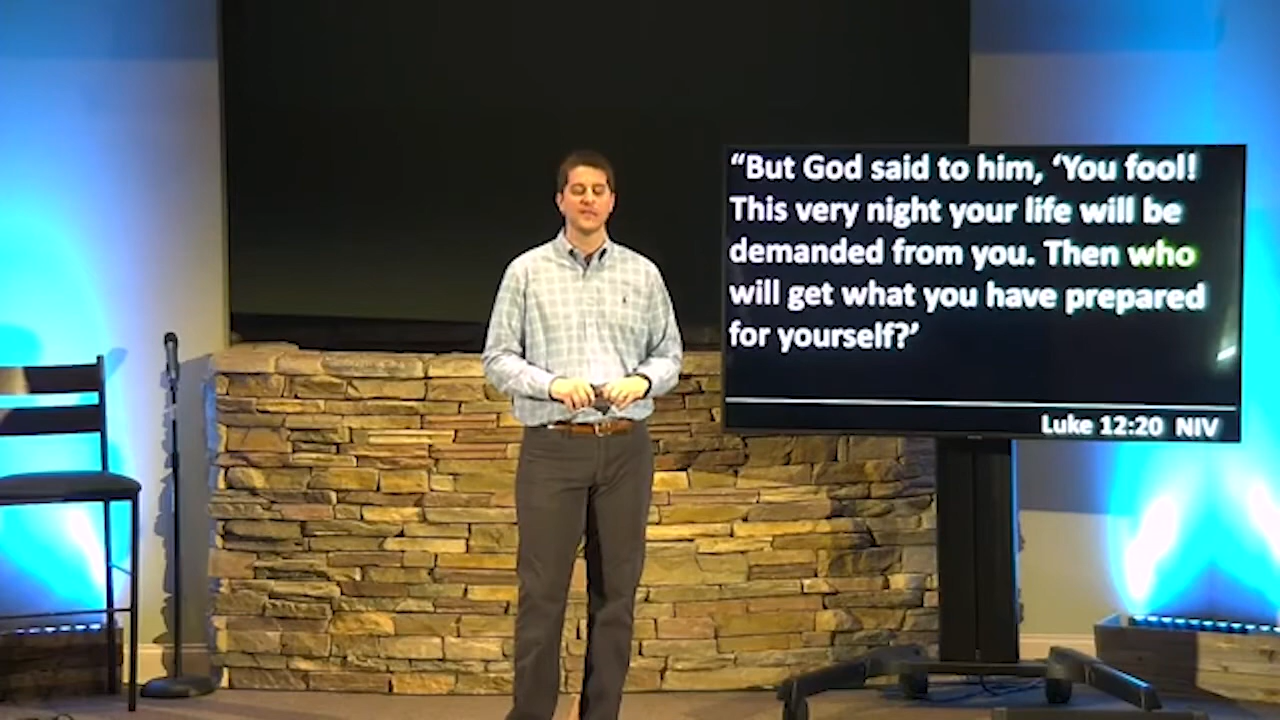 “But God said to him, ‘You fool!
This very night your life will be
demanded from you. Then who
will get what you have prepared
for yourself?’
Luke 12:20 NIV